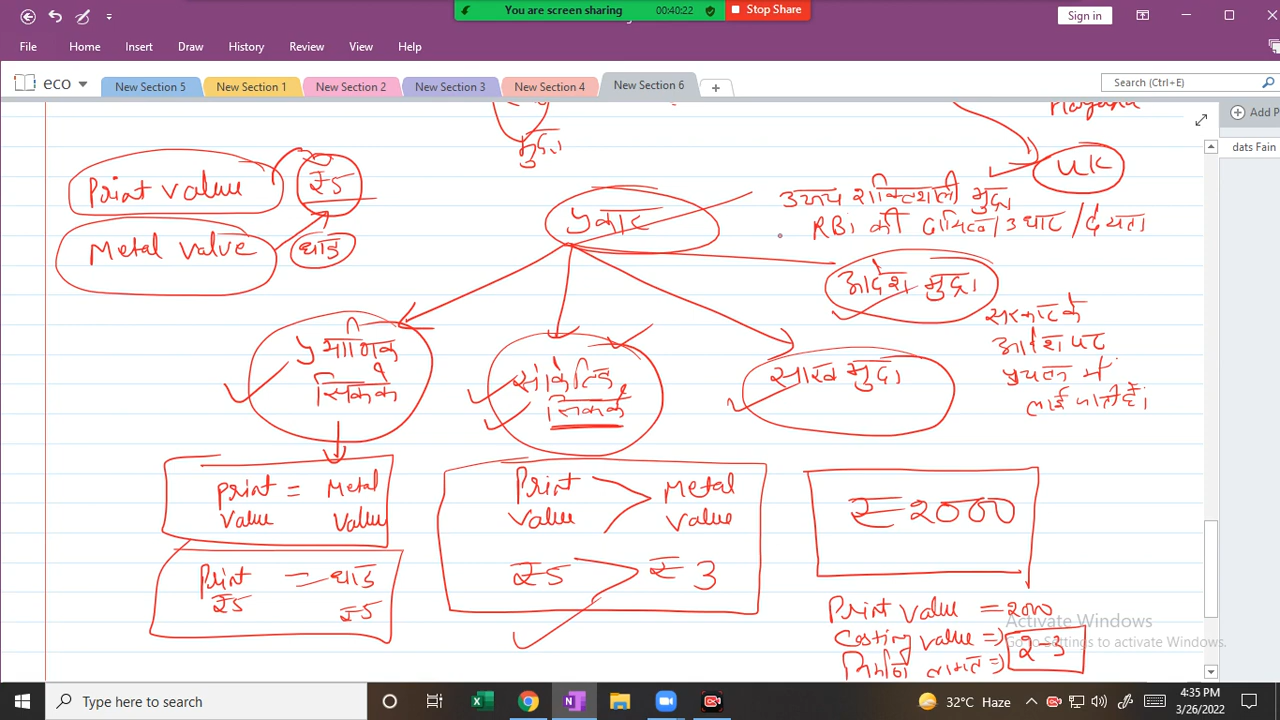 You are screen sharing 00:40:22 Stop Share
Sign in
File Home Insert Draw History Review View Help
eco New Section 5 New Section 1 New Section 2 New Section 3 New Section 4 New Section 6
Search (Ctrl+E)
Add P
dats Fain
Haryana
मुद्रा
UK
Print value ₹5
Metal value धातु
प्रकार
उच्च शक्तिशाली मुद्रा
RBI की दायित्व/उधार/देयता
आदेश मुद्रा
सरकार के
आदेश पर
प्रचलन में
लाई जाती है।
प्रमाणिक
सिक्के
सांकेतिक
सिक्के
साख मुद्रा
Print = Metal
value value
Print = धातु
₹5 ₹5
Print > Metal
value value
₹5 > ₹3
₹2000
Print value = 2000
Costing value => 2-3
निर्माण लागत =>
Activate Windows
Go to Settings to activate Windows.
Type here to search
32°C Haze
4:35 PM
3/26/2022